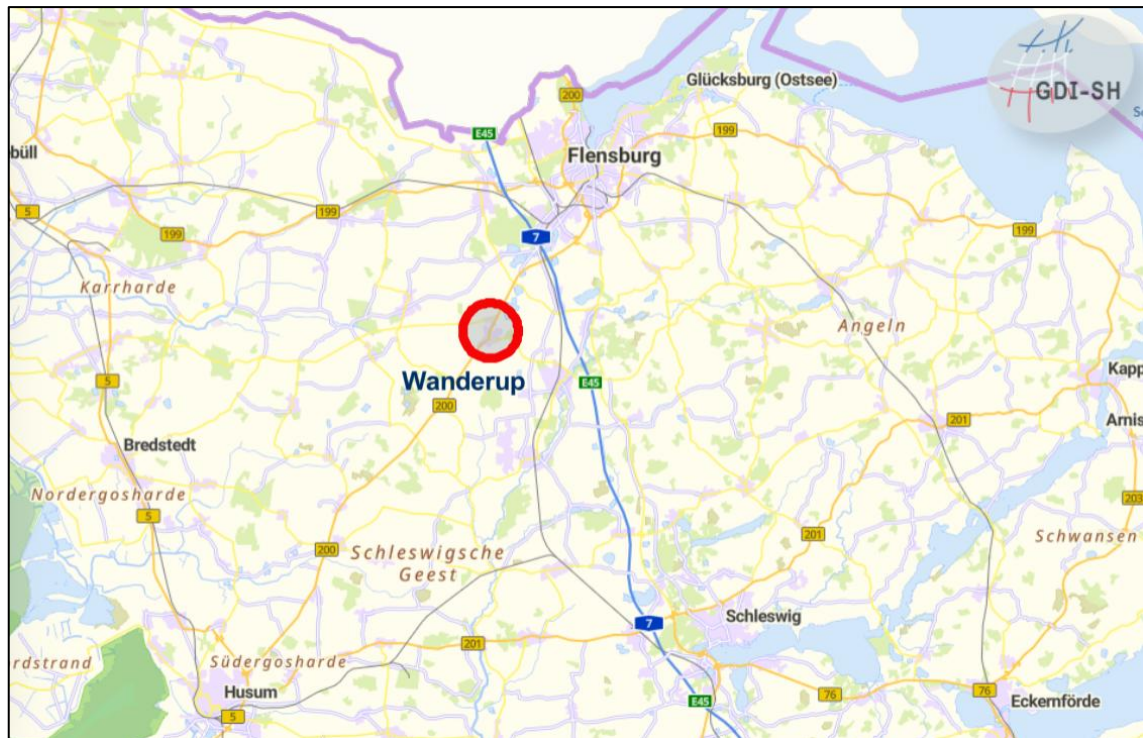 200
Glücksburg (Ostsee)
GDI-SH
E45
199
büll
Flensburg
5
199
199
7
199
Karrharde
Angeln
Wanderup
E45
Kapp
5
200
201
Arnis
Bredstedt
Nordergosharde
203
5
Schwansen
201
200
Schleswigsche
Geest
Schleswig
7
201
rdstrand
Südergosharde
Husum
76
76
Eckernförde
E45
5